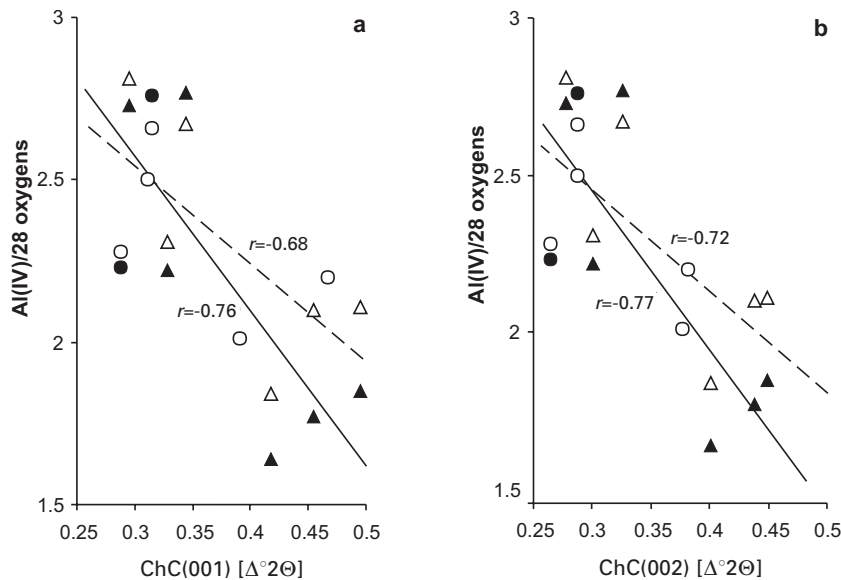 a
3
2.5
2
1.5
Al(IV)/28 oxygens
r=-0.68
r=-0.76
0.25 0.3 0.35 0.4 0.45 0.5
ChC(001) [Δ°2Θ]
b
3
2.5
2
1.5
Al(IV)/28 oxygens
r=-0.72
r=-0.77
0.25 0.3 0.35 0.4 0.45 0.5
ChC(002) [Δ°2Θ]